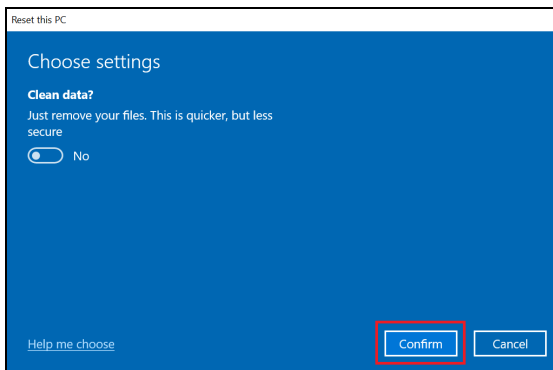 Reset this PC
Choose settings
Clean data?
Just remove your files. This is quicker, but less
secure
No
Help me choose
Confirm
Cancel